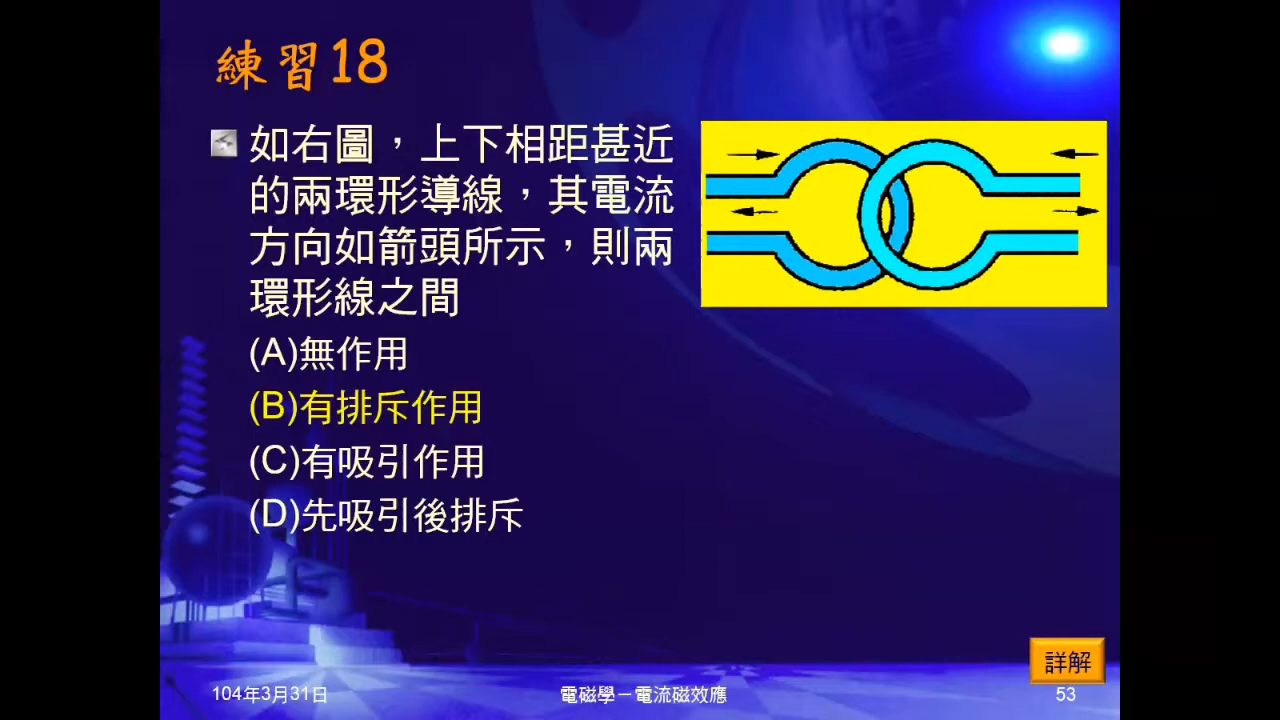 練習18
如右圖，上下相距甚近
的兩環形導線，其電流
方向如箭頭所示，則兩
環形線之間
(A)無作用
(B)有排斥作用
(C)有吸引作用
(D)先吸引後排斥
詳解
104年3月31日
電磁學－電流磁效應
53